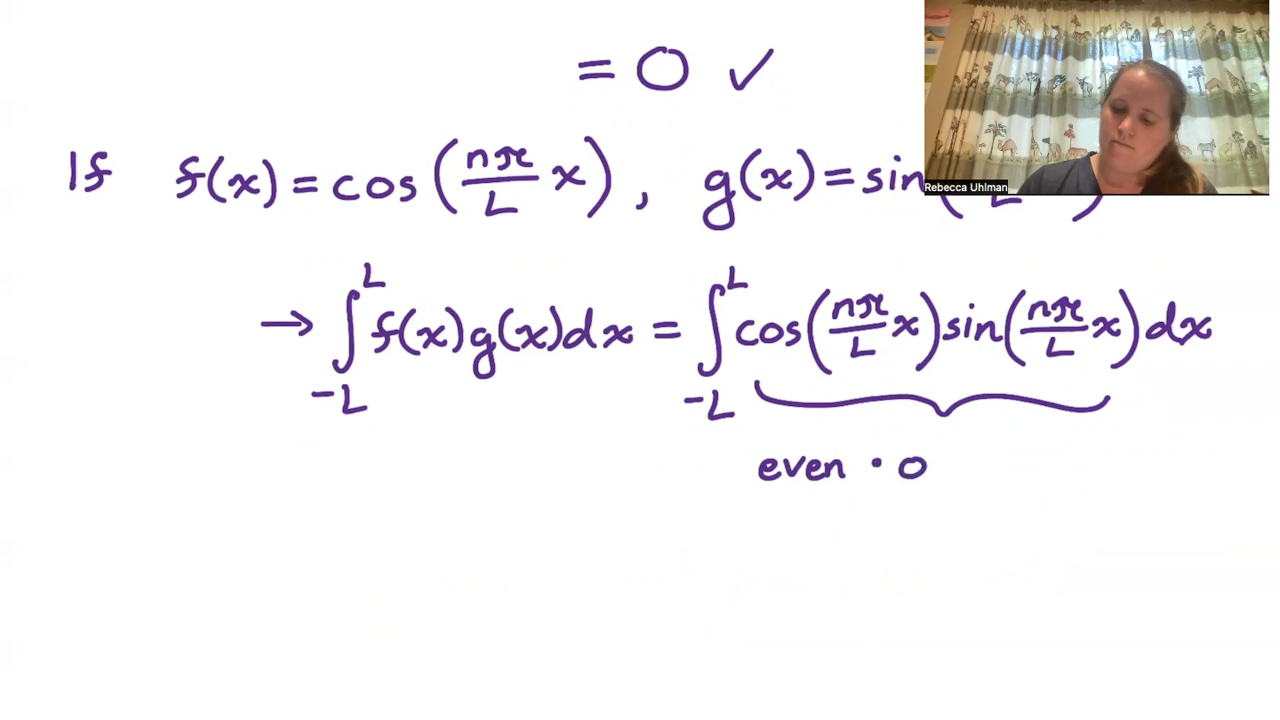 = 0 ✓
If f(x) = cos(nπ/L x), g(x) = sin(
Rebecca Uhlman
→ ∫_{-L}^{L} f(x)g(x)dx = ∫_{-L}^{L} cos(nπ/L x) sin(nπ/L x) dx
even · o